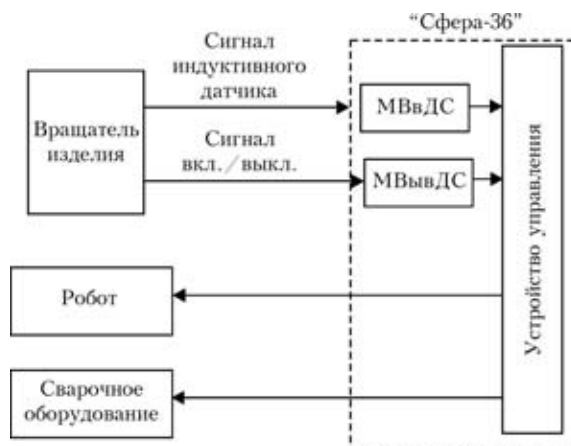 “Сфера-36”
Сигнал
индуктивного
датчика
Вращатель
изделия
МВвДС
Сигнал
вкл./выкл.
МВывДС
Устройство управления
Робот
Сварочное
оборудование